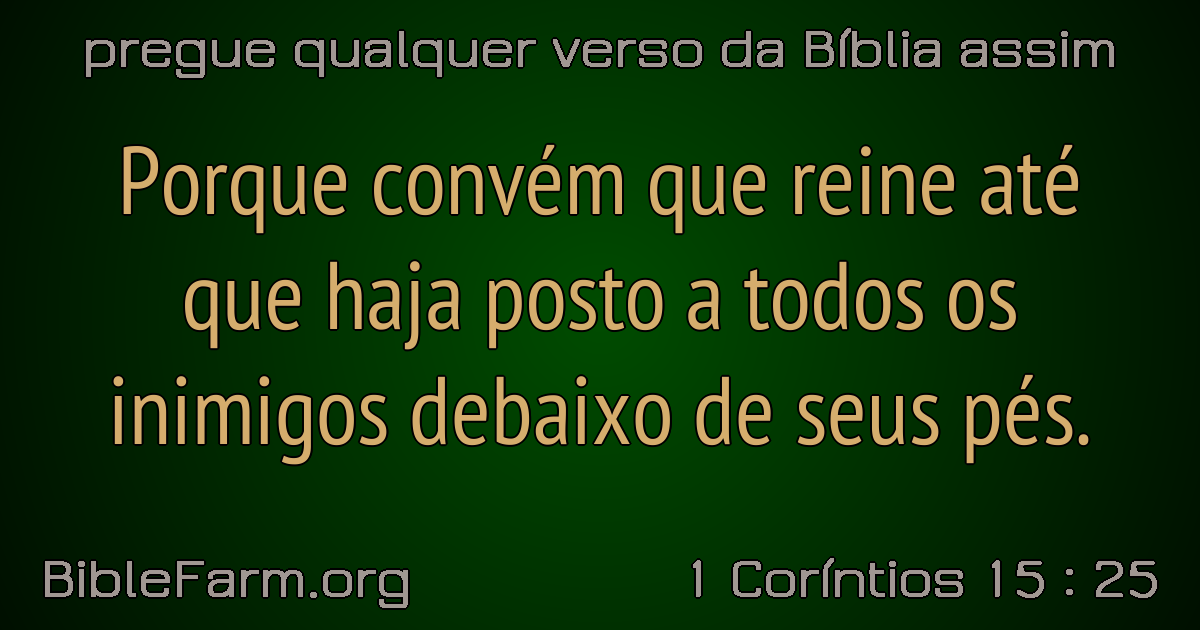 pregue qualquer verso da Bíblia assim
Porque convém que reine até
que haja posto a todos os
inimigos debaixo de seus pés.
BibleFarm.org
1 Coríntios 15 : 25